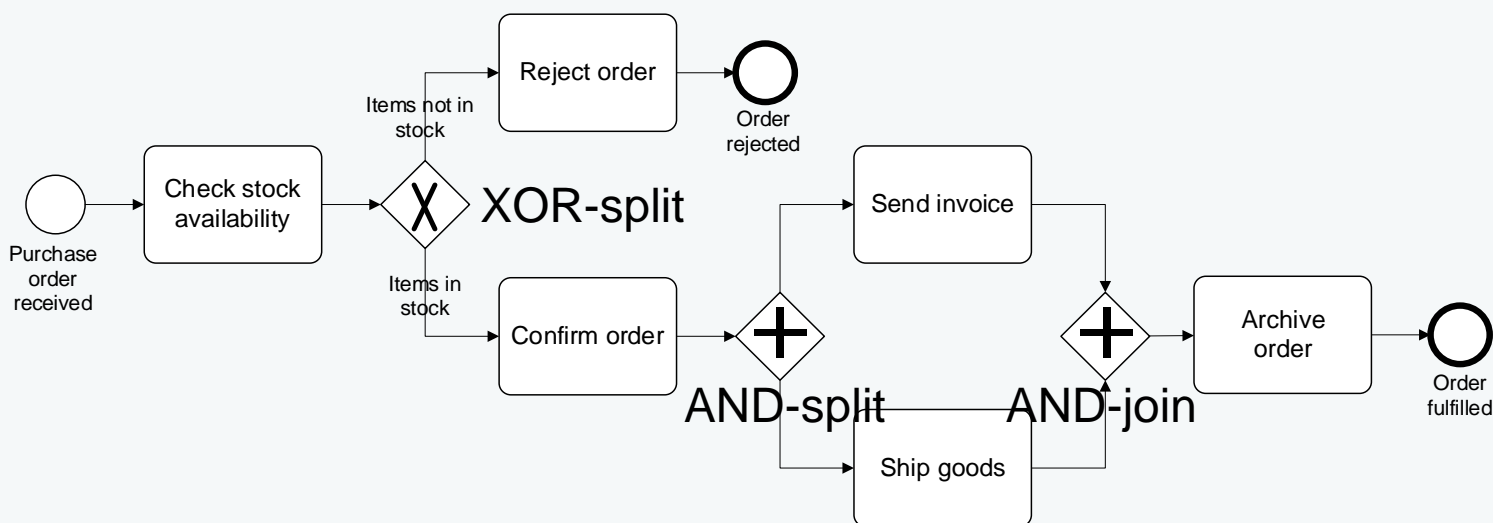 Purchase
order
received
Check stock
availability
X
XOR-split
Items not in
stock
Reject order
Order
rejected
Items in
stock
Confirm order
AND-split
Send invoice
Ship goods
AND-join
Archive
order
Order
fulfilled